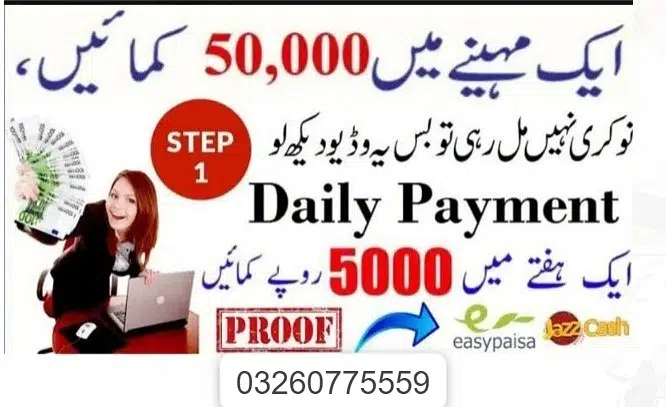 ایک مہینے میں 50,000 کمائیں،
نوکری نہیں مل رہی تو بس یہ وڈیو دیکھ لو
STEP
1
Daily Payment
ایک ہفتے میں 5000 روپے کمائیں
PROOF
easypaisa
JazzCash
03260775559